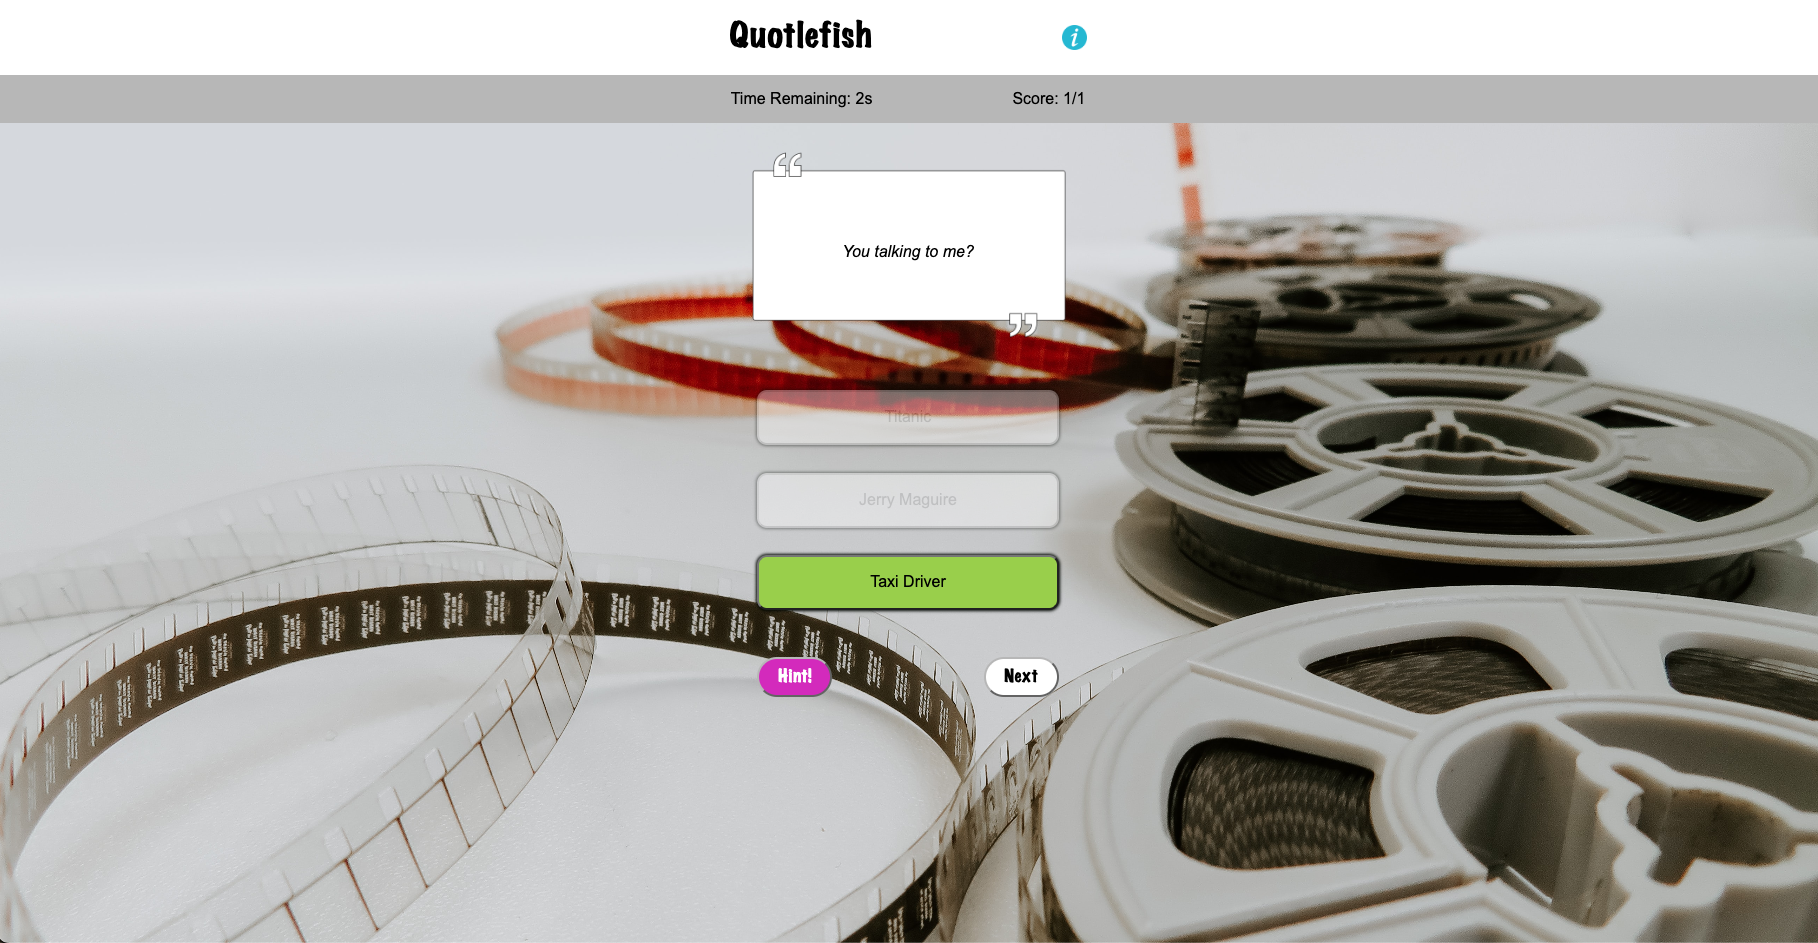 Quotlefish
i
Time Remaining: 2s
Score: 1/1
“
You talking to me?
”
Titanic
Jerry Maguire
Taxi Driver
Hint!
Next